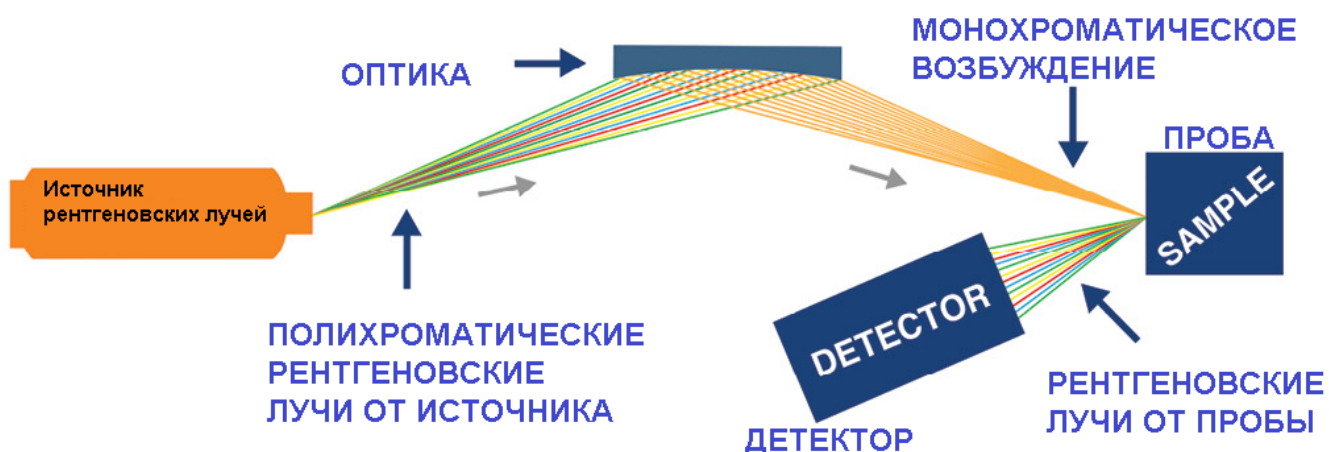 МОНОХРОМАТИЧЕСКОЕ
ВОЗБУЖДЕНИЕ
ОПТИКА
ПРОБА
Источник
рентгеновских лучей
SAMPLE
DETECTOR
ПОЛИХРОМАТИЧЕСКИЕ
РЕНТГЕНОВСКИЕ
ЛУЧИ ОТ ИСТОЧНИКА
РЕНТГЕНОВСКИЕ
ЛУЧИ ОТ ПРОБЫ
ДЕТЕКТОР